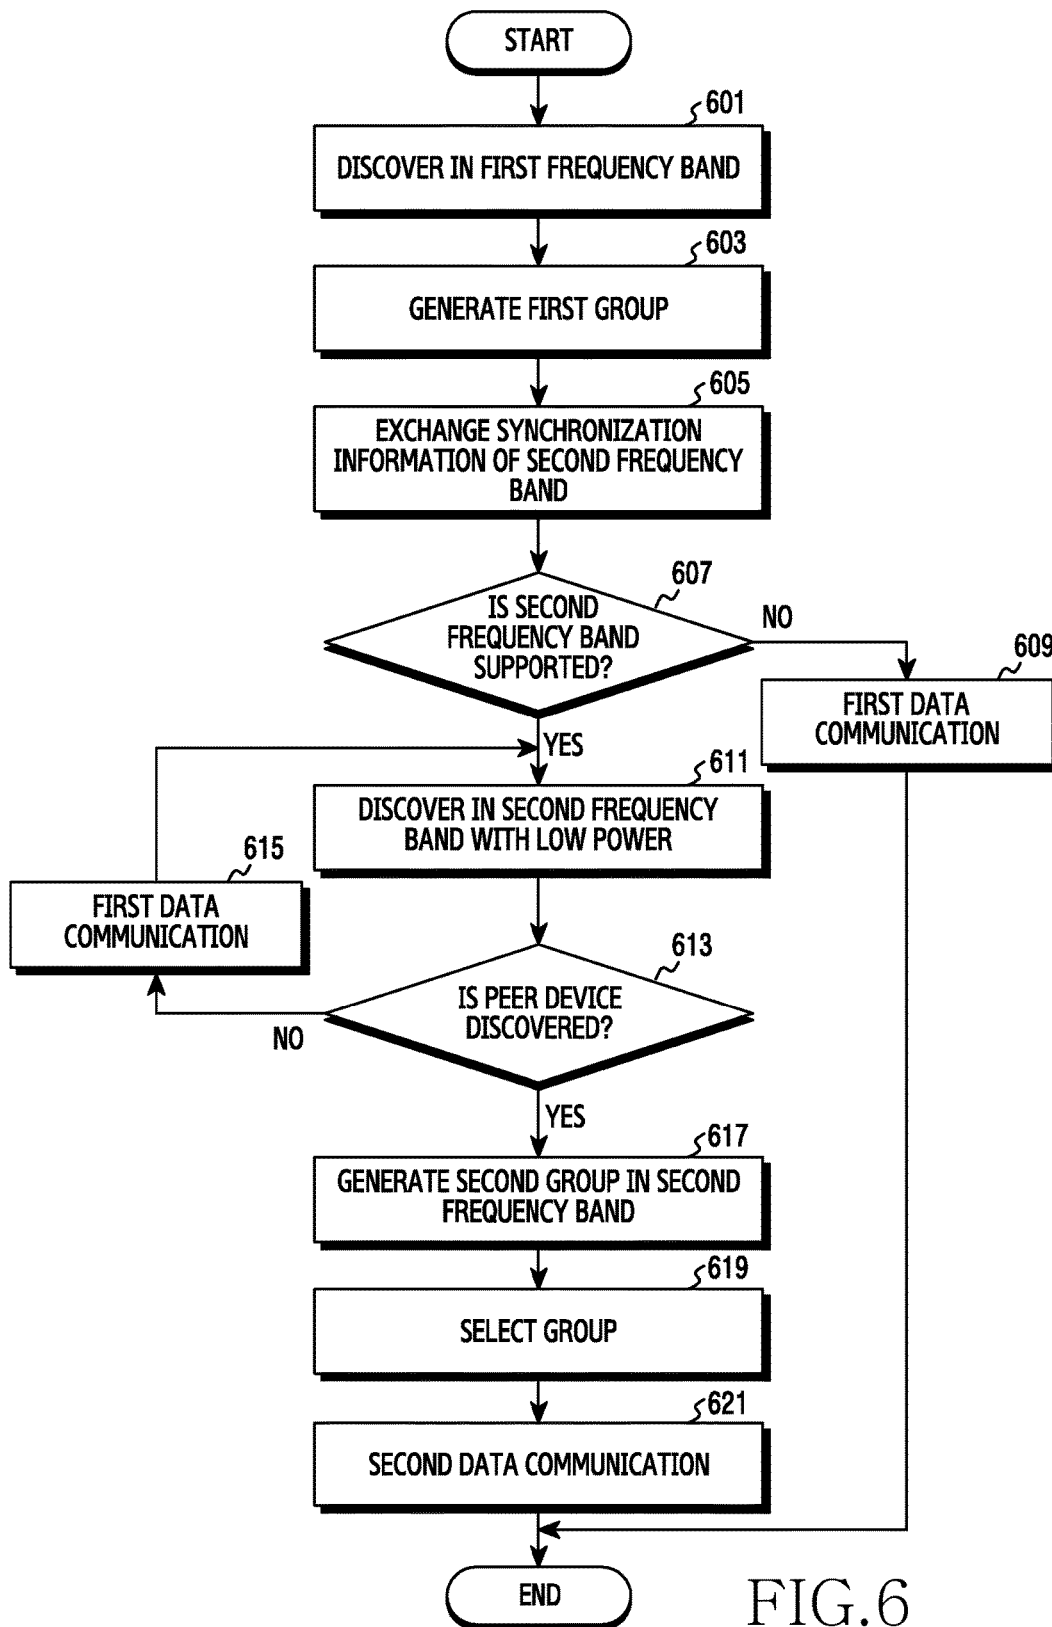 START
601
DISCOVER IN FIRST FREQUENCY BAND
603
GENERATE FIRST GROUP
605
EXCHANGE SYNCHRONIZATION
INFORMATION OF SECOND FREQUENCY
BAND
607
IS SECOND
FREQUENCY BAND
SUPPORTED?
NO
609
FIRST DATA
COMMUNICATION
YES
611
DISCOVER IN SECOND FREQUENCY
BAND WITH LOW POWER
615
FIRST DATA
COMMUNICATION
613
IS PEER DEVICE
DISCOVERED?
NO
YES
617
GENERATE SECOND GROUP IN SECOND
FREQUENCY BAND
619
SELECT GROUP
621
SECOND DATA COMMUNICATION
END
FIG.6